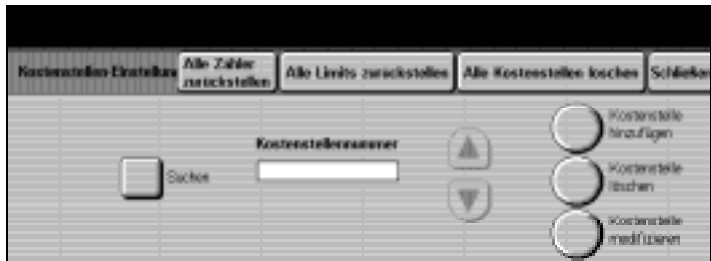 Kostenstellen-Einstellun
Alle Zähler
zurückstellen
Alle Limits zurückstellen
Alle Kostenstellen löschen
Schließen
Kostenstellennummer
Suchen
Kostenstelle
hinzufügen
Kostenstelle
löschen
Kostenstelle
modifizieren